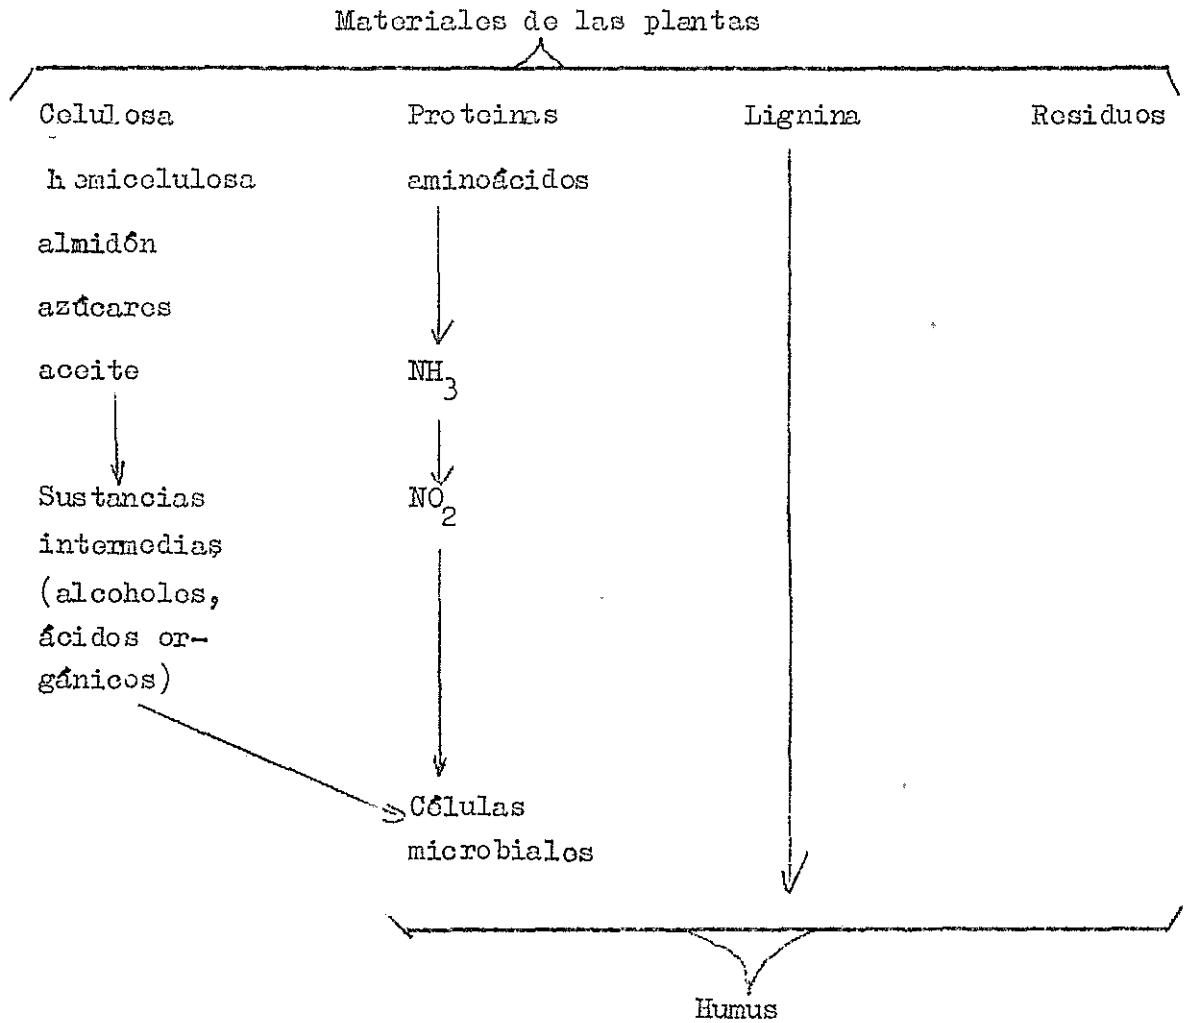 Materiales de las plantas
Celulosa Proteinas Lignina Residuos
hemicelulosa aminoácidos
almidón
azúcares
aceite NH3
Sustancias NO2
intermedias
(alcoholes,
ácidos or-
gánicos)
Células
microbiales
Humus